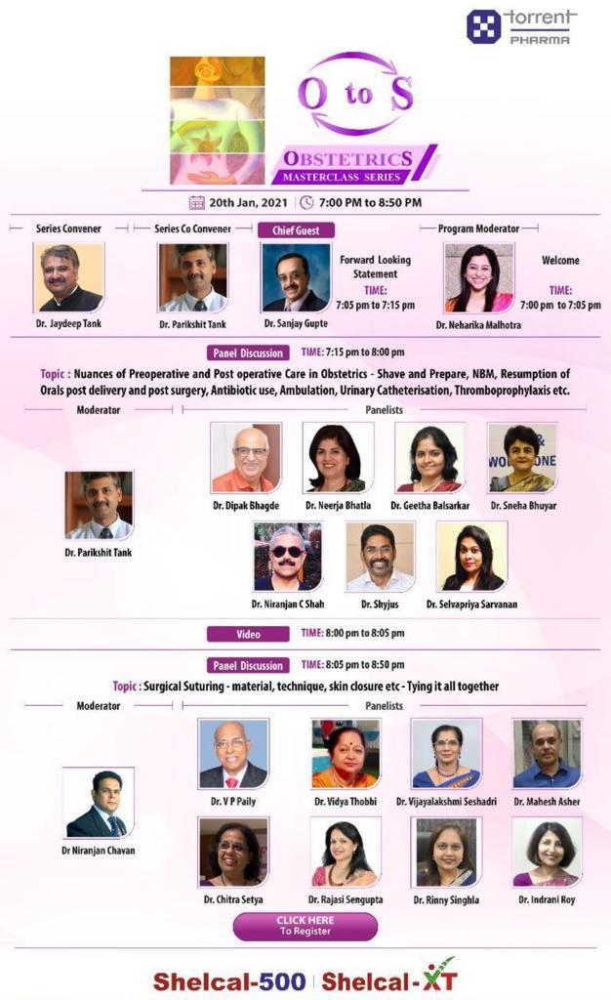 torrent
PHARMA
O to S
OBSTETRICS
MASTERCLASS SERIES
20th Jan, 2021 | 7:00 PM to 8:50 PM
Series Convener
Series Co Convener
Chief Guest
Program Moderator
Forward Looking
Statement
TIME:
7:05 pm to 7:15 pm
Welcome
TIME:
7:00 pm to 7:05 pm
Dr. Jaydeep Tank
Dr. Parikshit Tank
Dr. Sanjay Gupte
Dr. Neharika Malhotra
Panel Discussion TIME: 7:15 pm to 8:00 pm
Topic : Nuances of Preoperative and Post operative Care in Obstetrics - Shave and Prepare, NBM, Resumption of
Orals post delivery and post surgery, Antibiotic use, Ambulation, Urinary Catheterisation, Thromboprophylaxis etc.
Moderator
Panelists
Dr. Parikshit Tank
Dr. Dipak Bhagde
Dr. Neerja Bhatla
Dr. Geetha Balsarkar
Dr. Sneha Bhuyar
Dr. Niranjan C Shah
Dr. Shyjus
Dr. Selvapriya Sarvanan
Video TIME: 8:00 pm to 8:05 pm
Panel Discussion TIME: 8:05 pm to 8:50 pm
Topic : Surgical Suturing - material, technique, skin closure etc - Tying it all together
Moderator
Panelists
Dr Niranjan Chavan
Dr. V P Paily
Dr. Vidya Thobbi
Dr. Vijayalakshmi Seshadri
Dr. Mahesh Asher
Dr. Chitra Setya
Dr. Rajasi Sengupta
Dr. Rinny Singhla
Dr. Indrani Roy
CLICK HERE
To Register
Shelcal-500 | Shelcal-XT